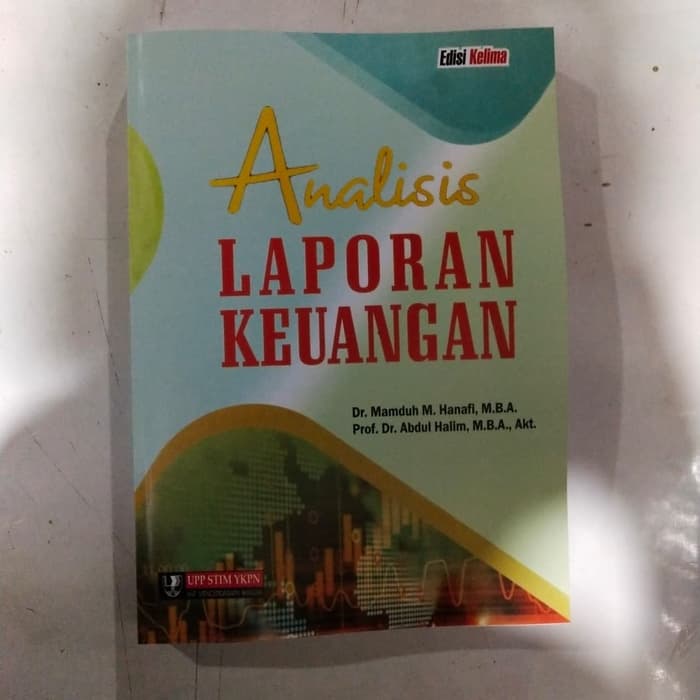 Edisi Kelima
Analisis
LAPORAN
KEUANGAN
Dr. Mamduh M. Hanafi, M.B.A.
Prof. Dr. Abdul Halim, M.B.A., Akt.
UPP STIM YKPN